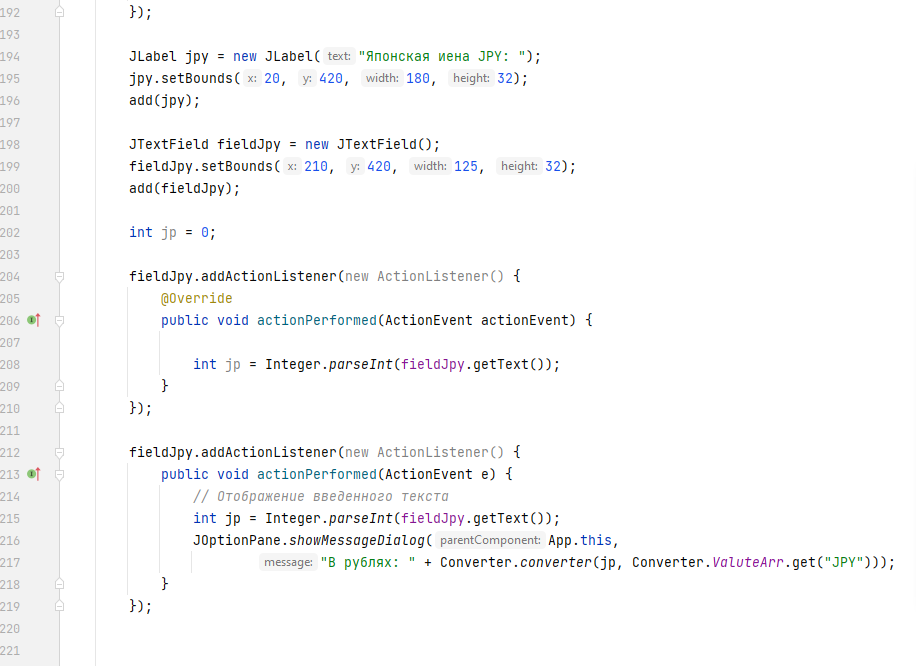 192 });
193
194 JLabel jpy = new JLabel( text: "Японская иена JPY: ");
195 jpy.setBounds( x: 20, y: 420, width: 180, height: 32);
196 add(jpy);
197
198 JTextField fieldJpy = new JTextField();
199 fieldJpy.setBounds( x: 210, y: 420, width: 125, height: 32);
200 add(fieldJpy);
201
202 int jp = 0;
203
204 fieldJpy.addActionListener(new ActionListener() {
205 @Override
206 public void actionPerformed(ActionEvent actionEvent) {
207
208 int jp = Integer.parseInt(fieldJpy.getText());
209 }
210 });
211
212 fieldJpy.addActionListener(new ActionListener() {
213 public void actionPerformed(ActionEvent e) {
214 // Отображение введенного текста
215 int jp = Integer.parseInt(fieldJpy.getText());
216 JOptionPane.showMessageDialog( parentComponent: App.this,
217 message: "В рублях: " + Converter.converter(jp, Converter.ValuteArr.get("JPY")));
218 }
219 });
220
221